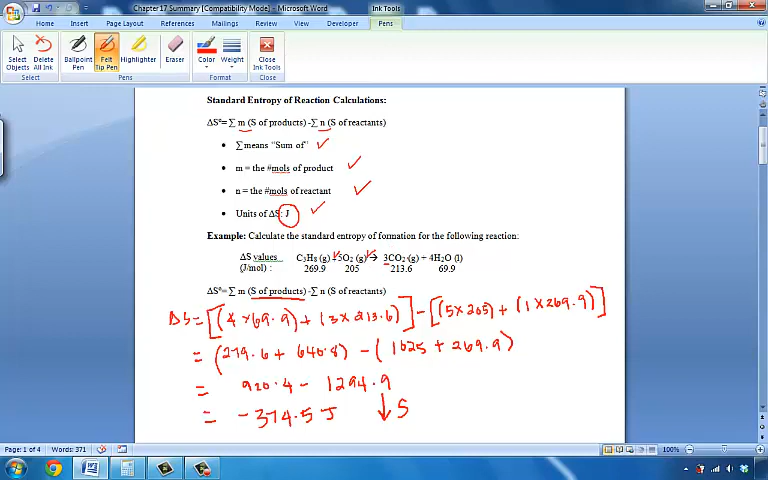 Chapter 17 Summary [Compatibility Mode] - Microsoft Word
Ink Tools
Home Insert Page Layout References Mailings Review View Developer Pens
Select Objects
Delete All Ink
Ballpoint Pen
Felt Tip Pen
Highlighter
Eraser
Color
Weight
Close Ink Tools
Select Pens Format Close
Standard Entropy of Reaction Calculations:
ΔS°= ∑ m (S of products) -∑ n (S of reactants)
• ∑ means "Sum of" ✓
• m = the #mols of product ✓
• n = the #mols of reactant ✓
• Units of ΔS: J ✓
Example: Calculate the standard entropy of formation for the following reaction:
ΔS values C3H8 (g) + 5O2 (g) → 3CO2 (g) + 4H2O (l)
(J/mol) : 269.9 205 213.6 69.9
ΔS°= ∑ m (S of products) -∑ n (S of reactants)
ΔS = [(4 x 69.9) + (3 x 213.6)] - [(5 x 205) + (1 x 269.9)]
= (279.6 + 640.8) - (1025 + 269.9)
= 920.4 - 1294.9
= -374.5 J ↓ S
Page: 1 of 4 Words: 371 100%